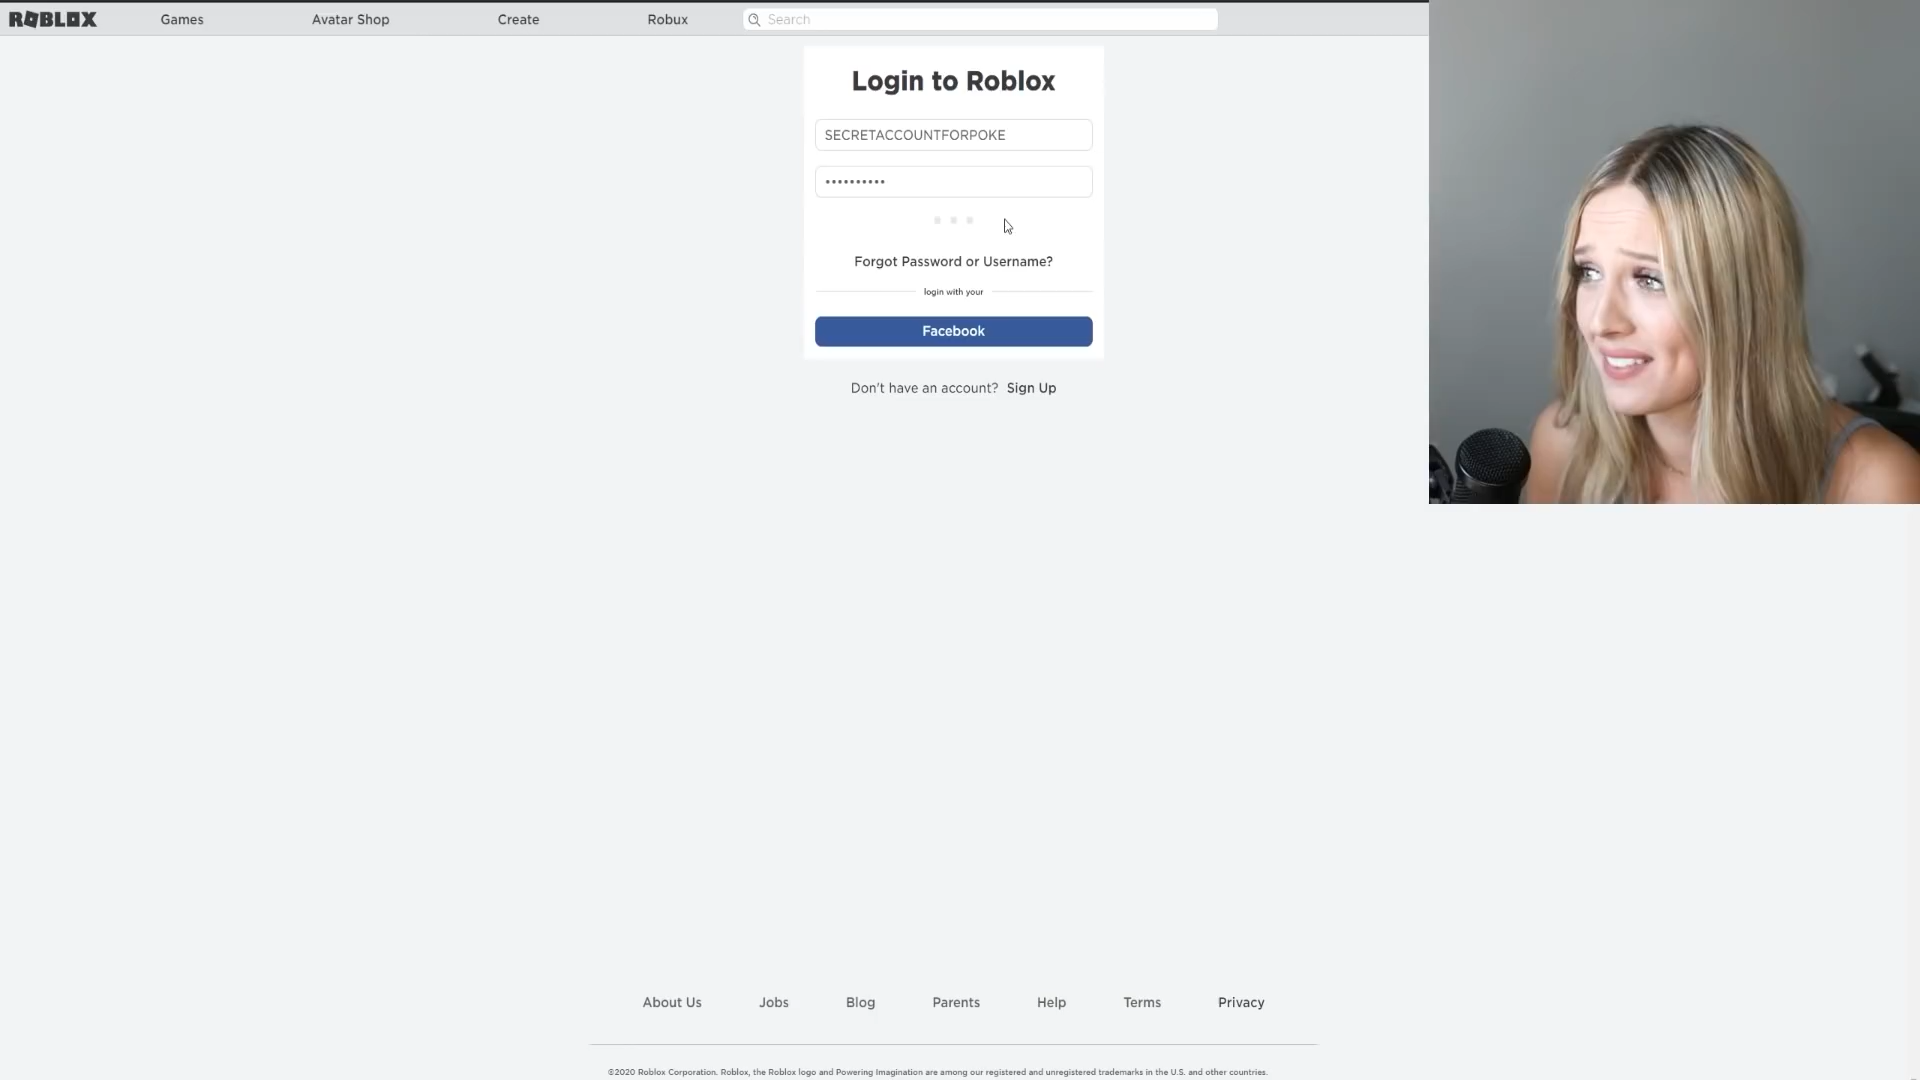 ROBLOX Games Avatar Shop Create Robux Search
Login to Roblox
SECRETACCOUNTFORPOKE
••••••••••
Forgot Password or Username?
login with your
Facebook
Don't have an account? Sign Up
About Us Jobs Blog Parents Help Terms Privacy
©2020 Roblox Corporation. Roblox, the Roblox logo and Powering Imagination are among our registered and unregistered trademarks in the U.S. and other countries.